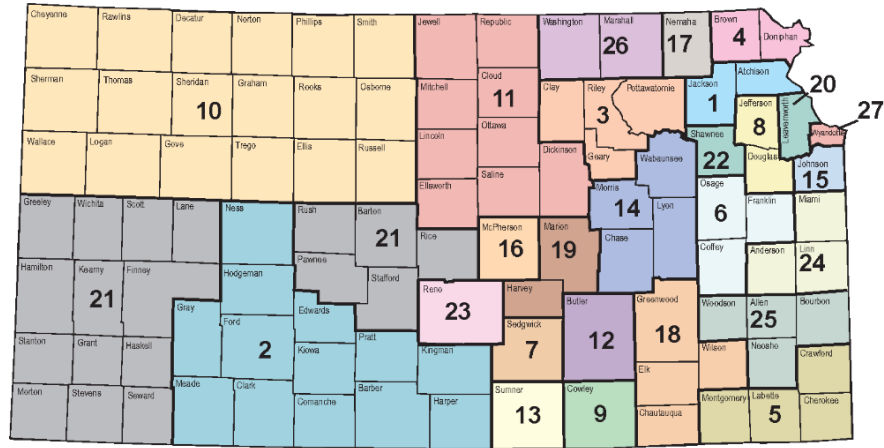 Cheyenne Rawlins Decatur Norton Phillips Smith Jewell Republic Washington Marshall Nemaha Brown Doniphan
26 17 4
Sherman Thomas Sheridan Graham Rooks Osborne Mitchell Cloud Clay Riley Pottawatomie Jackson Atchison 20
10 11 3 1 Jefferson Leavenworth 27
Lincoln Ottawa 8 Wyandotte
Wallace Logan Gove Trego Ellis Russell Dickinson Geary Wabaunsee Shawnee Douglas Johnson
Ellsworth Saline 22 15
Greeley Wichita Scott Lane Ness Rush Barton Morris Osage Franklin Miami
21 Rice McPherson Marion 14 Lyon 6
Pawnee Stafford 16 19 Chase Coffey Anderson Linn
Hamilton Kearny Finney Hodgeman 24
21 Gray Edwards Reno Harvey Butler Greenwood Woodson Allen Bourbon
Ford 23 25
Stanton Grant Haskell 2 Kiowa Pratt Kingman Sedgwick 12 18 Wilson Neosho Crawford
7 Elk
Morton Stevens Seward Meade Clark Comanche Barber Harper Sumner Cowley Chautauqua Montgomery Labette Cherokee
13 9 5